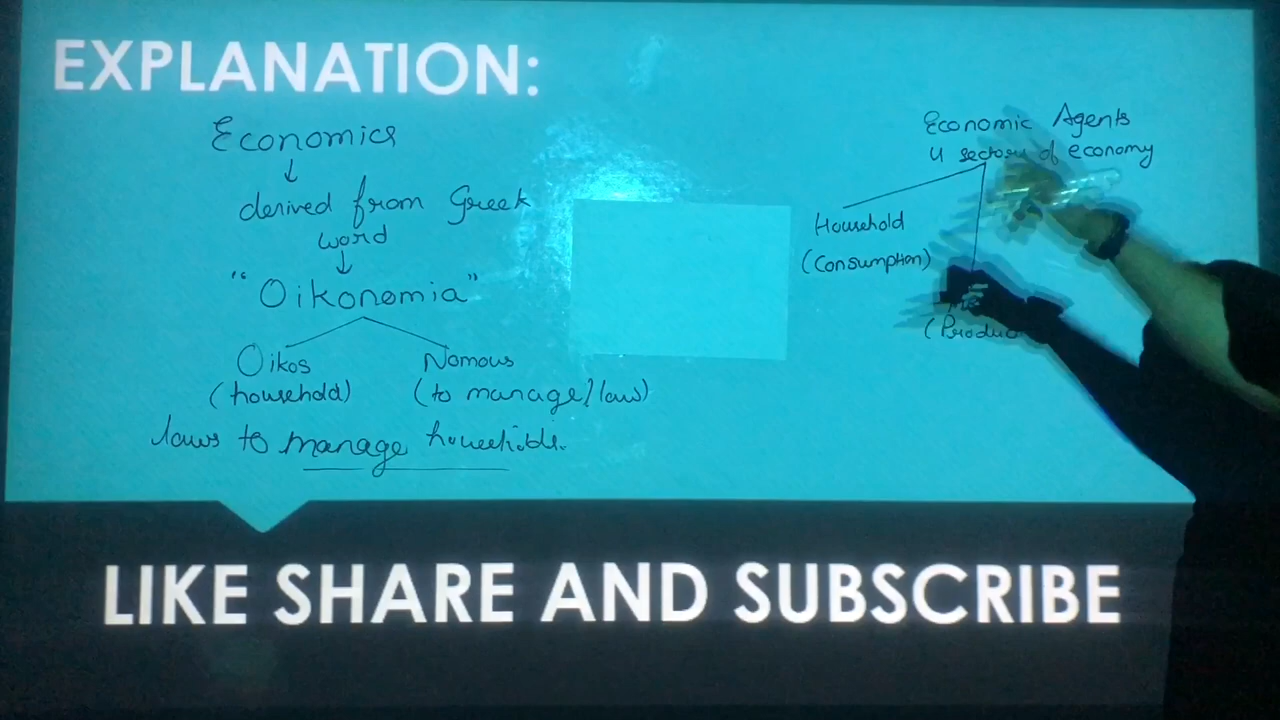 EXPLANATION:
Economics
derived from Greek
word
"Oikonomia"
Oikos
(household)
Nomous
(to manage/law)
laws to manage households.
Economic Agents
4 sectors of economy
Household
(Consumption)
LIKE SHARE AND SUBSCRIBE